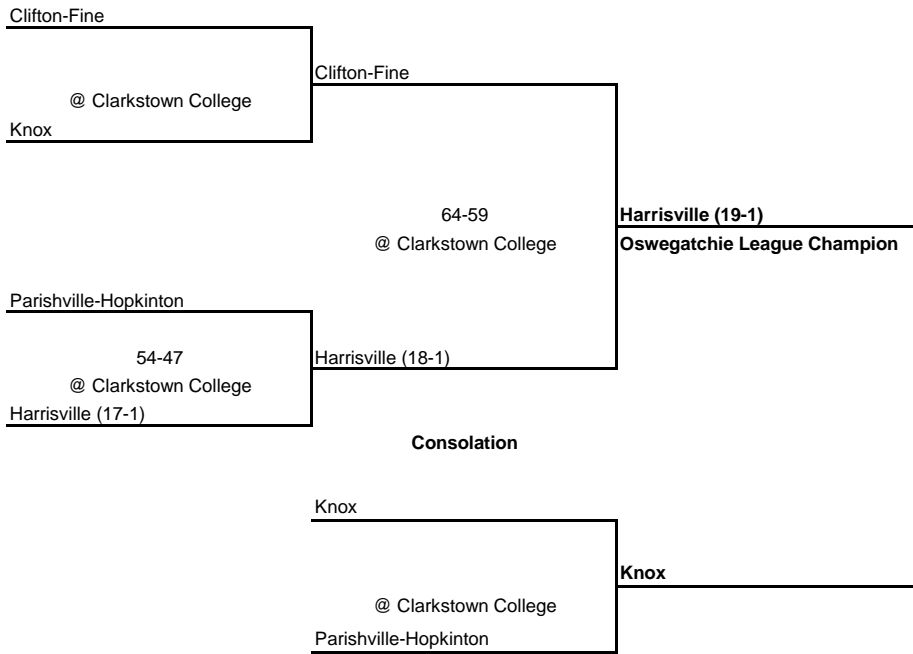 Clifton-Fine
Clifton-Fine
@ Clarkstown College
Knox
64-59
Harrisville (19-1)
@ Clarkstown College
Oswegatchie League Champion
Parishville-Hopkinton
54-47
Harrisville (18-1)
@ Clarkstown College
Harrisville (17-1)
Consolation
Knox
Knox
@ Clarkstown College
Parishville-Hopkinton